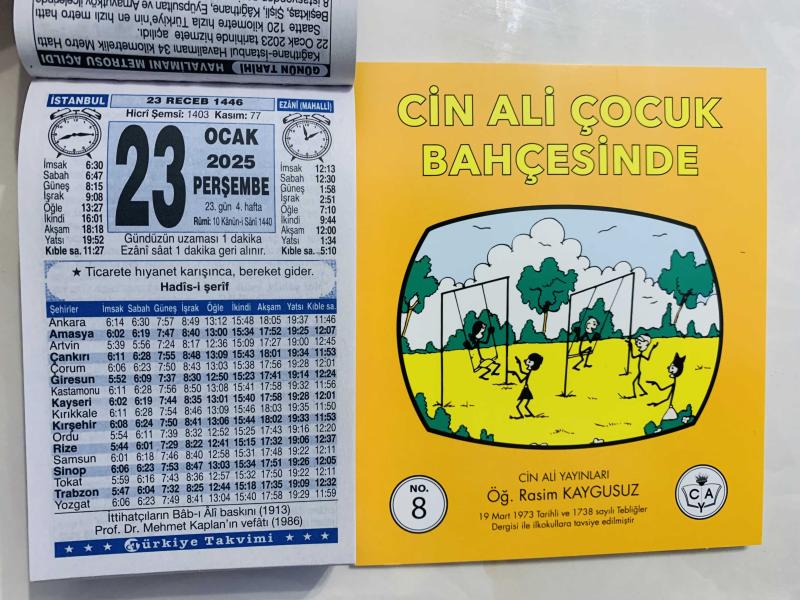 Beşiktaş, Şişli, Kâğıthane, Eyüpsultan ve Arnavutköy ilçelerinde
Saatte 120 kilometre hızla Türkiye'nin en hızlı metro hattı
22 Ocak 2023 tarihinde hizmete açıldı.
Kağıthane-İstanbul Havalimanı 34 kilometrelik Metro Hattı
GÜNÜN TARİHİ HAVALİMANI METROSU AÇILDI
İSTANBUL
23 RECEB 1446
EZÂNÎ (MAHALLÎ)
Hicrî Şemsî: 1403 Kasım: 77
23
OCAK
2025
PERŞEMBE
23. gün 4. hafta
Rûmî: 10 Kânûn-i Sânî 1440
İmsak 6:30
Sabah 6:47
Güneş 8:15
İşrak 9:08
Öğle 13:27
İkindi 16:01
Akşam 18:18
Yatsı 19:52
Kıble sa. 11:27
İmsak 12:13
Sabah 12:30
Güneş 1:58
İşrak 2:51
Öğle 7:10
İkindi 9:44
Akşam 12:00
Yatsı 1:34
Kıble sa. 5:10
Gündüzün uzaması 1 dakika
Ezânî sâat 1 dakika geri alınır.
★ Ticarete hıyanet karışınca, bereket gider.
Hadîs-i şerîf
Şehirler İmsak Sabah Güneş İşrak Öğle İkindi Akşam Yatsı Kıble sa.
Ankara 6:14 6:30 7:57 8:49 13:12 15:48 18:05 19:37 11:46
Amasya 6:02 6:19 7:47 8:40 13:00 15:34 17:52 19:25 12:07
Artvin 5:39 5:56 7:24 8:17 12:36 15:09 17:27 19:00 12:45
Çankırı 6:11 6:28 7:55 8:48 13:09 15:43 18:01 19:34 11:53
Çorum 6:06 6:23 7:50 8:43 13:03 15:38 17:56 19:28 12:01
Giresun 5:52 6:09 7:37 8:30 12:50 15:23 17:41 19:14 12:24
Kastamonu 6:11 6:28 7:56 8:50 13:08 15:41 17:58 19:32 11:56
Kayseri 6:02 6:19 7:44 8:35 13:01 15:40 17:58 19:28 12:01
Kırıkkale 6:11 6:28 7:54 8:46 13:09 15:46 18:03 19:35 11:50
Kırşehir 6:08 6:24 7:50 8:41 13:06 15:44 18:02 19:33 11:53
Ordu 5:54 6:11 7:39 8:32 12:52 15:25 17:43 19:16 12:20
Rize 5:44 6:01 7:29 8:22 12:41 15:15 17:32 19:06 12:37
Samsun 6:01 6:18 7:46 8:40 12:58 15:31 17:48 19:22 12:11
Sinop 6:06 6:23 7:53 8:47 13:03 15:34 17:51 19:26 12:05
Tokat 5:59 6:16 7:43 8:36 12:57 15:32 17:50 19:22 12:11
Trabzon 5:47 6:04 7:32 8:25 12:44 15:18 17:35 19:09 12:32
Yozgat 6:06 6:23 7:49 8:41 13:04 15:40 17:58 19:29 11:59
İttihatçıların Bâb-ı Âlî baskını (1913)
Prof. Dr. Mehmet Kaplan'ın vefâtı (1986)
Türkiye Takvimi
CİN ALİ ÇOCUK
BAHÇESİNDE
NO.
8
CİN ALİ YAYINLARI
Öğ. Rasim KAYGUSUZ
19 Mart 1973 Tarihli ve 1738 sayılı Tebliğler
Dergisi ile ilkokullara tavsiye edilmiştir
C A
Y